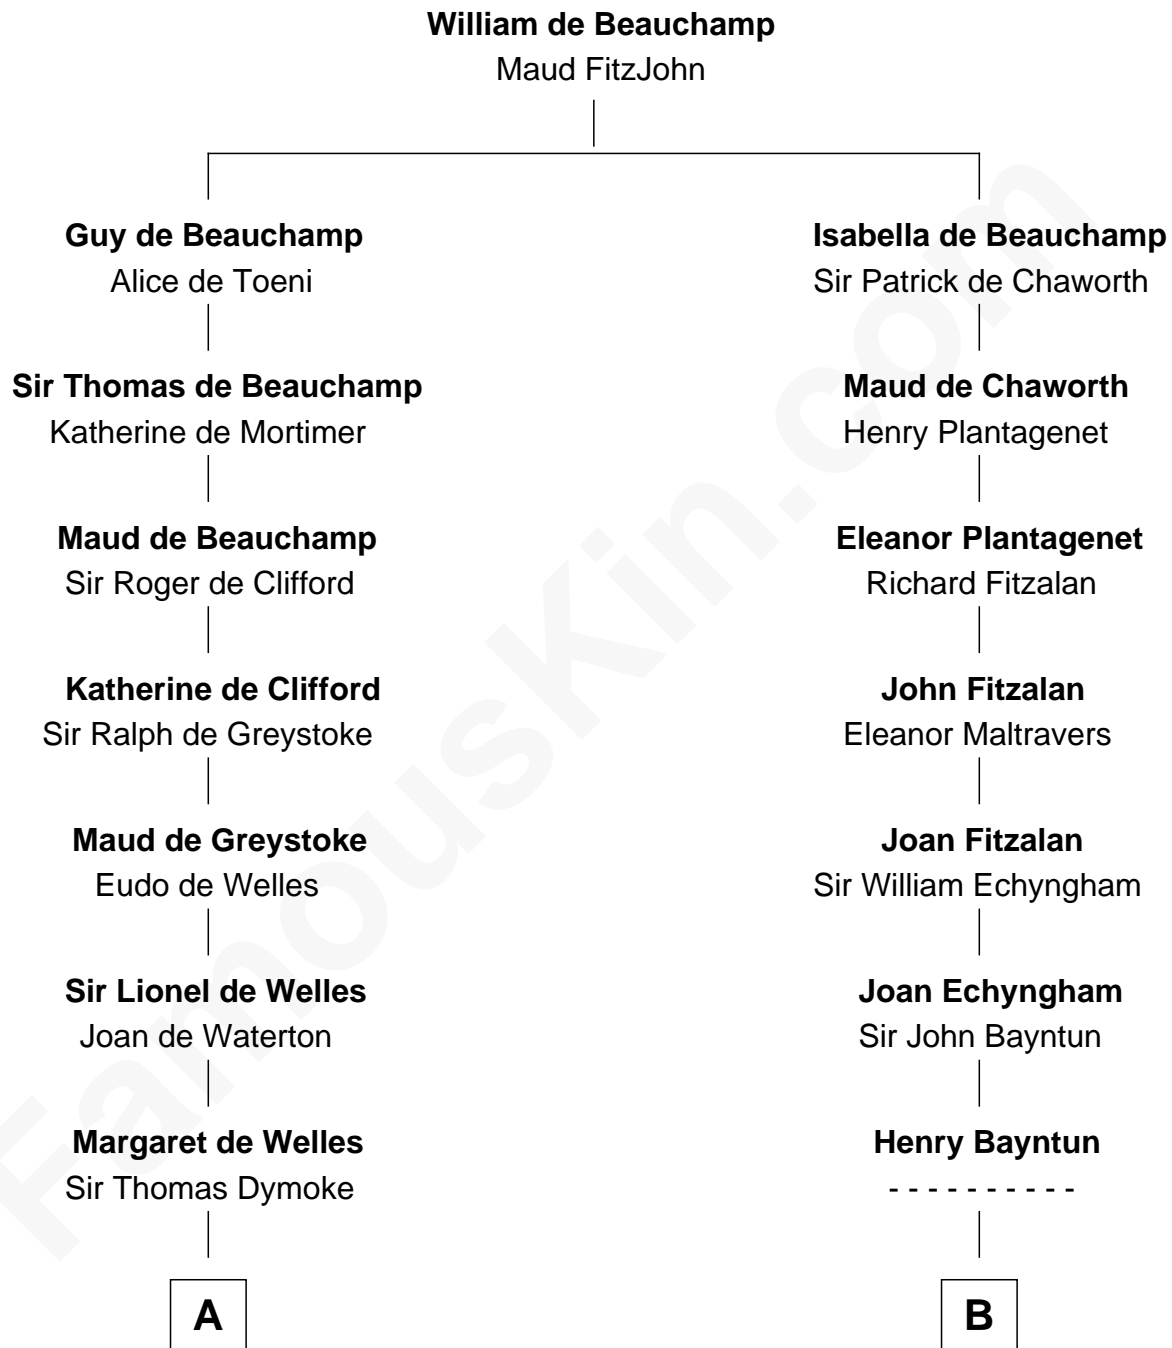 William de Beauchamp
Maud FitzJohn
Guy de Beauchamp
Alice de Toeni
Sir Thomas de Beauchamp
Katherine de Mortimer
Maud de Beauchamp
Sir Roger de Clifford
Katherine de Clifford
Sir Ralph de Greystoke
Maud de Greystoke
Eudo de Welles
Sir Lionel de Welles
Joan de Waterton
Margaret de Welles
Sir Thomas Dymoke
A
Isabella de Beauchamp
Sir Patrick de Chaworth
Maud de Chaworth
Henry Plantagenet
Eleanor Plantagenet
Richard Fitzalan
John Fitzalan
Eleanor Maltravers
Joan Fitzalan
Sir William Echyngham
Joan Echyngham
Sir John Bayntun
Henry Bayntun
- - - - - - - - - -
B
FamousKin.com